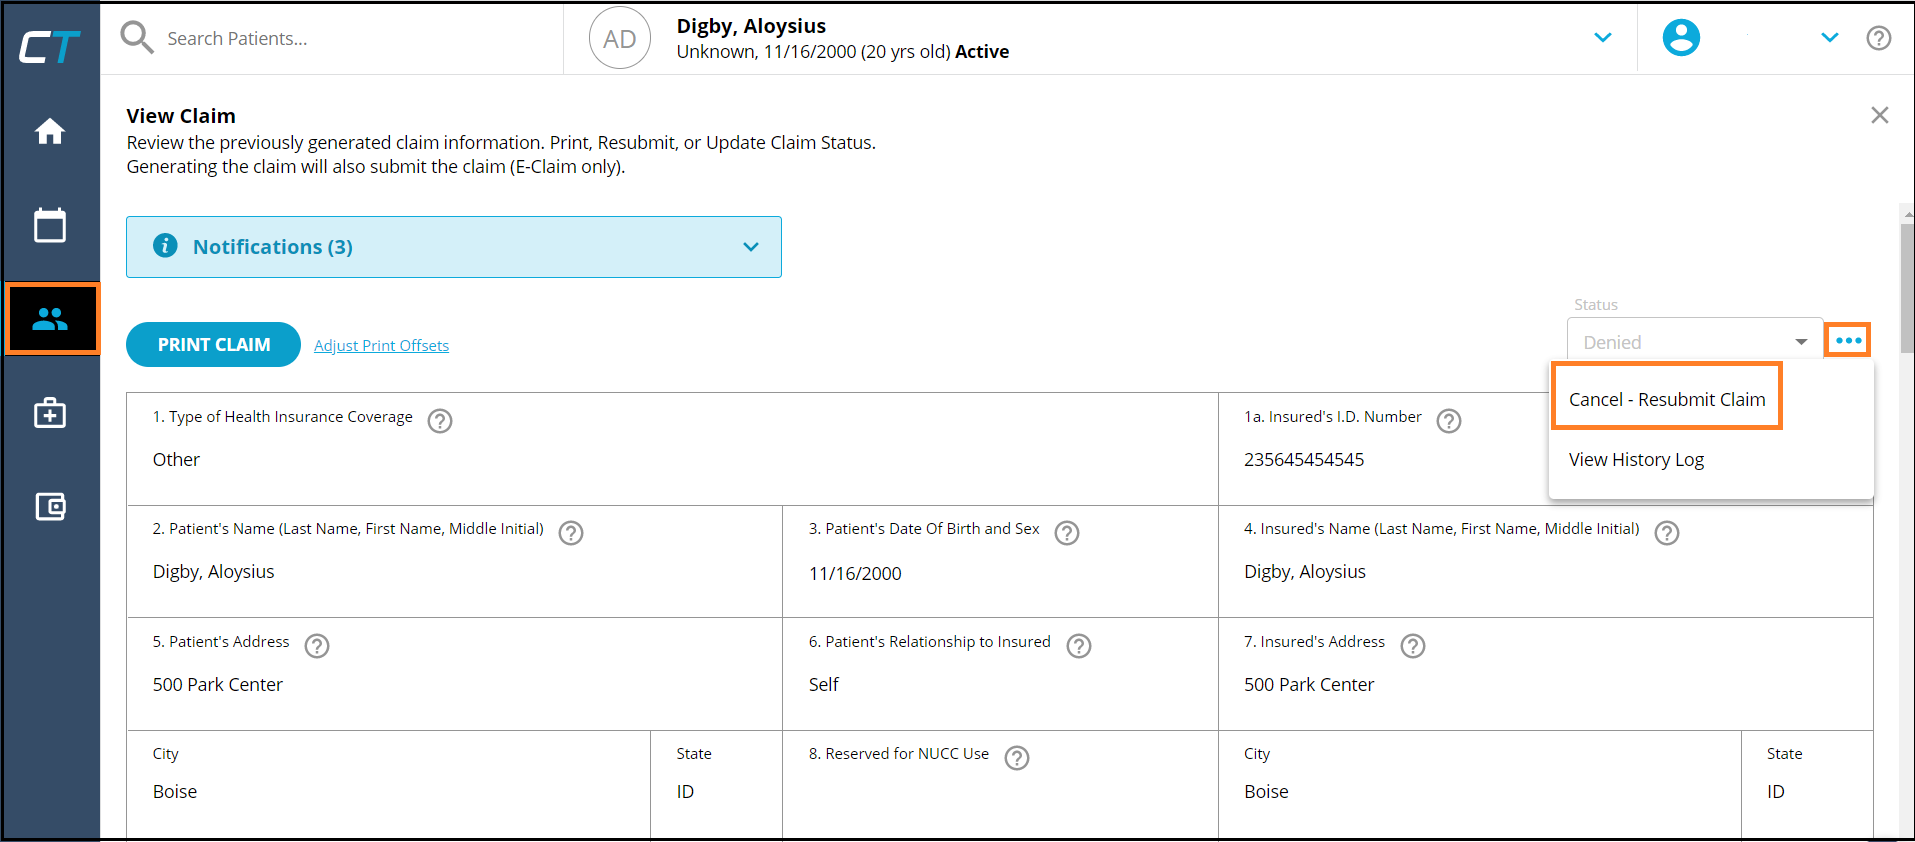 CT
Search Patients...
AD
Digby, Aloysius
Unknown, 11/16/2000 (20 yrs old) Active
View Claim
Review the previously generated claim information. Print, Resubmit, or Update Claim Status.
Generating the claim will also submit the claim (E-Claim only).
Notifications (3)
PRINT CLAIM
Adjust Print Offsets
Status
Denied
Cancel - Resubmit Claim
View History Log
1. Type of Health Insurance Coverage
Other
1a. Insured's I.D. Number
235645454545
2. Patient's Name (Last Name, First Name, Middle Initial)
Digby, Aloysius
3. Patient's Date Of Birth and Sex
11/16/2000
4. Insured's Name (Last Name, First Name, Middle Initial)
Digby, Aloysius
5. Patient's Address
500 Park Center
6. Patient's Relationship to Insured
Self
7. Insured's Address
500 Park Center
City
Boise
State
ID
8. Reserved for NUCC Use
City
Boise
State
ID